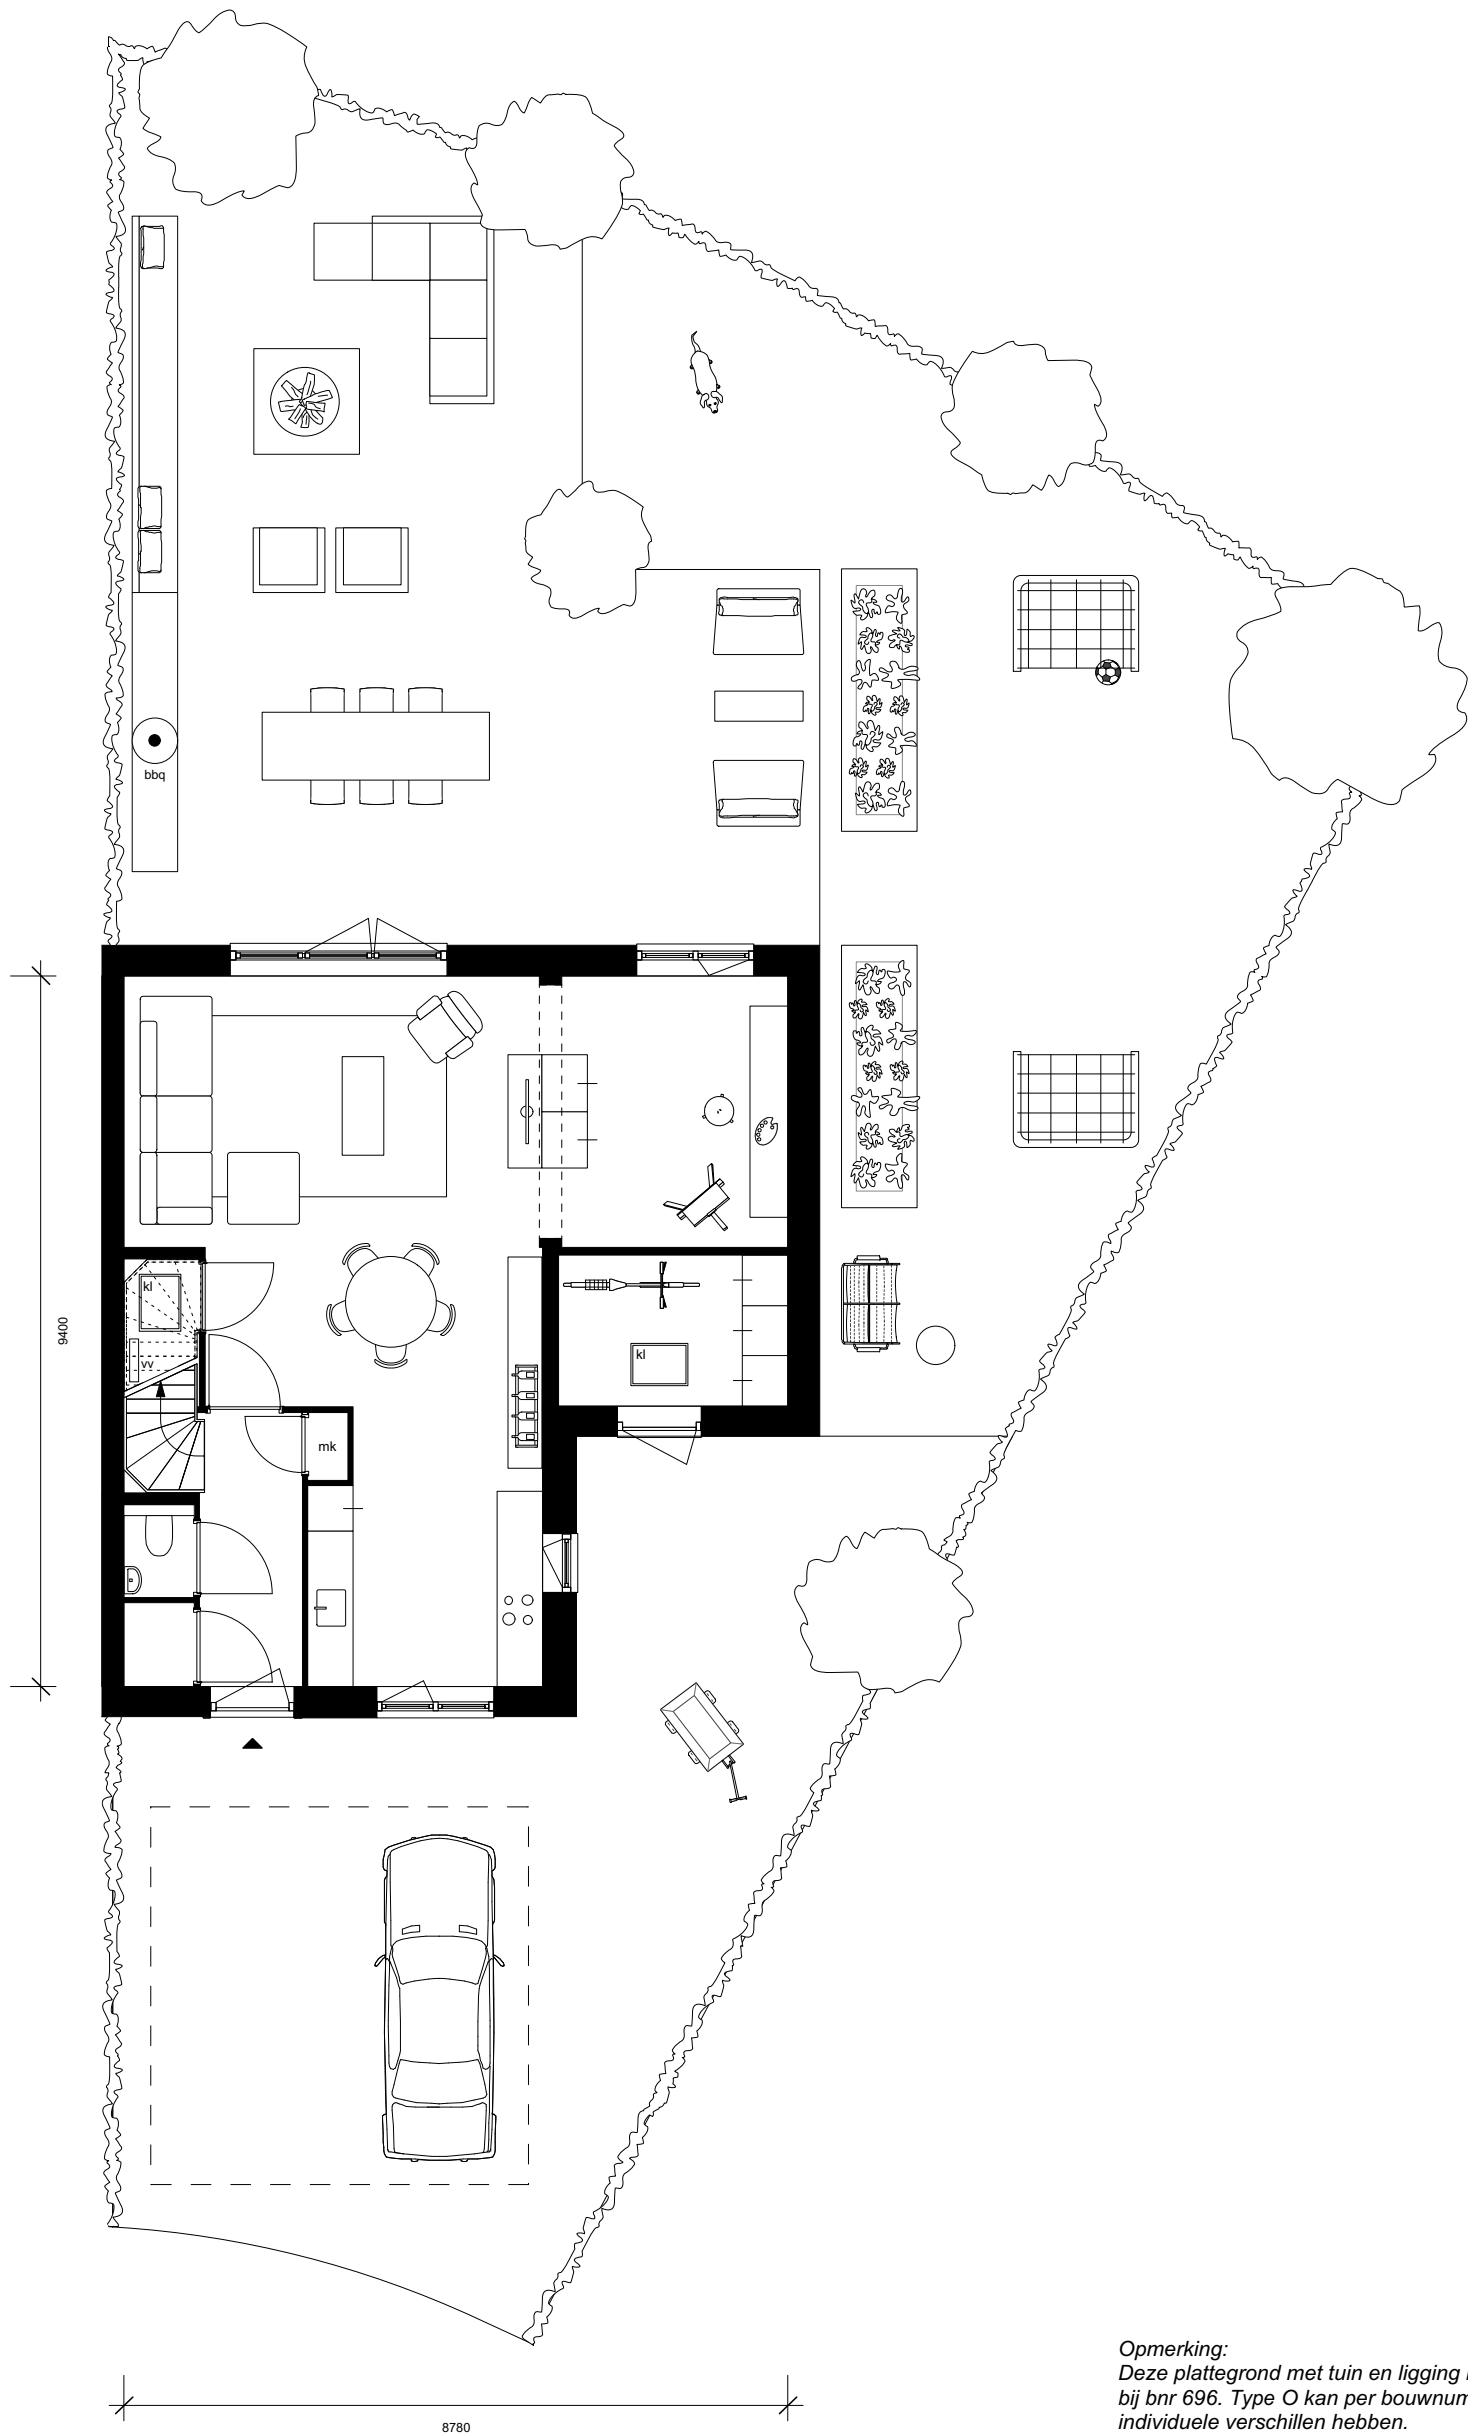 bbq
9400
kl
vv
kl
mk
8780
Opmerking:
Deze plattegrond met tuin en ligging
bij bnr 696. Type O kan per
individuele verschillen hebben.